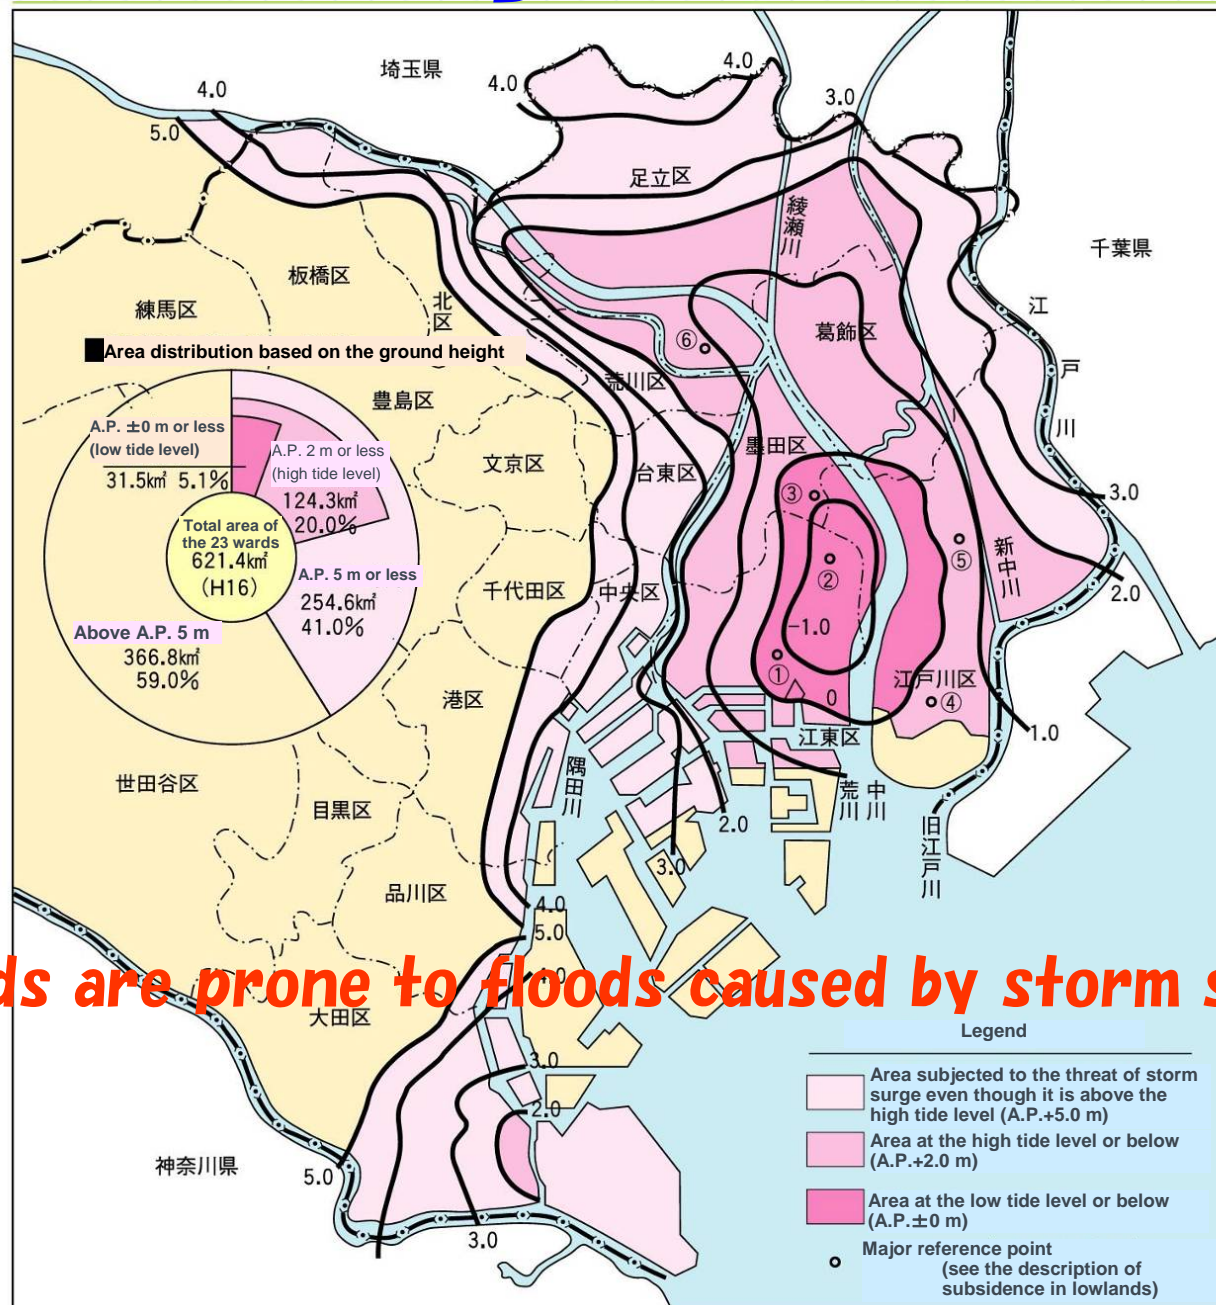 埼玉県
4.0
5.0
4.0
4.0
3.0
足立区
綾瀬川
千葉県
板橋区
練馬区
北区
江戸川
⑥
葛飾区
■Area distribution based on the ground height
荒川区
豊島区
A.P. ±0 m or less
(low tide level)
31.5k㎡ 5.1%
A.P. 2 m or less
(high tide level)
124.3k㎡
20.0%
Total area of
the 23 wards
621.4k㎡
(H16)
A.P. 5 m or less
254.6k㎡
41.0%
Above A.P. 5 m
366.8k㎡
59.0%
文京区
台東区
墨田区
③
3.0
⑤
新中川
②
千代田区
中央区
2.0
-1.0
①
江戸川区
④
港区
0
江東区
1.0
世田谷区
隅田川
荒川
中川
目黒区
2.0
旧江戸川
3.0
品川区
4.0
5.0
4.0
ds are prone to floods caused by storm s
大田区
3.0
2.0
神奈川県
5.0
3.0
Legend
Area subjected to the threat of storm
surge even though it is above the
high tide level (A.P.+5.0 m)
Area at the high tide level or below
(A.P.+2.0 m)
Area at the low tide level or below
(A.P.±0 m)
Major reference point
(see the description of
subsidence in lowlands)